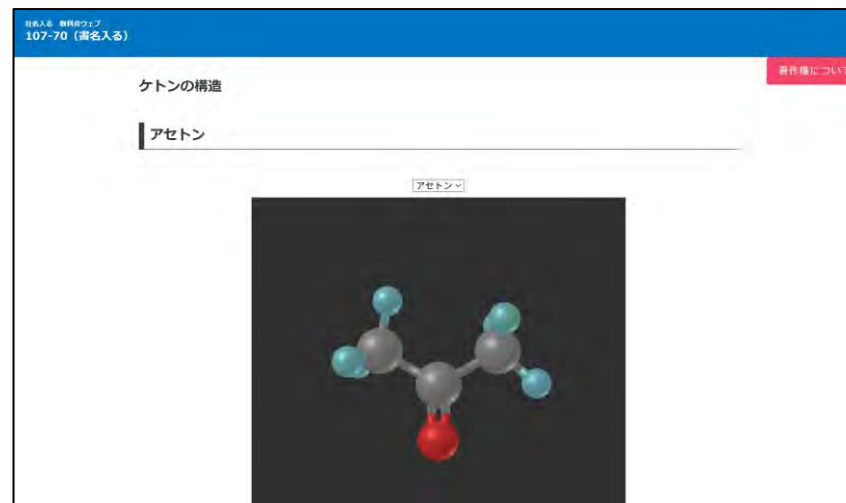 社名入る 教科書ウェブ
107-70（書名入る）
著作権について
ケトンの構造
アセトン
アセトン